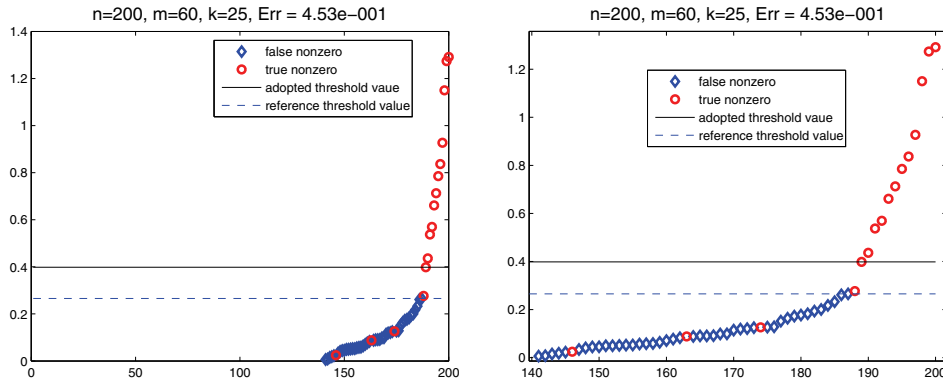 n=200, m=60, k=25, Err = 4.53e-001
1.4
1.2
1
0.8
0.6
0.4
0.2
0
0 50 100 150 200
false nonzero
true nonzero
adopted threshold vaue
reference threshold value
n=200, m=60, k=25, Err = 4.53e-001
1.2
1
0.8
0.6
0.4
0.2
0
140 150 160 170 180 190 200
false nonzero
true nonzero
adopted threshold vaue
reference threshold value